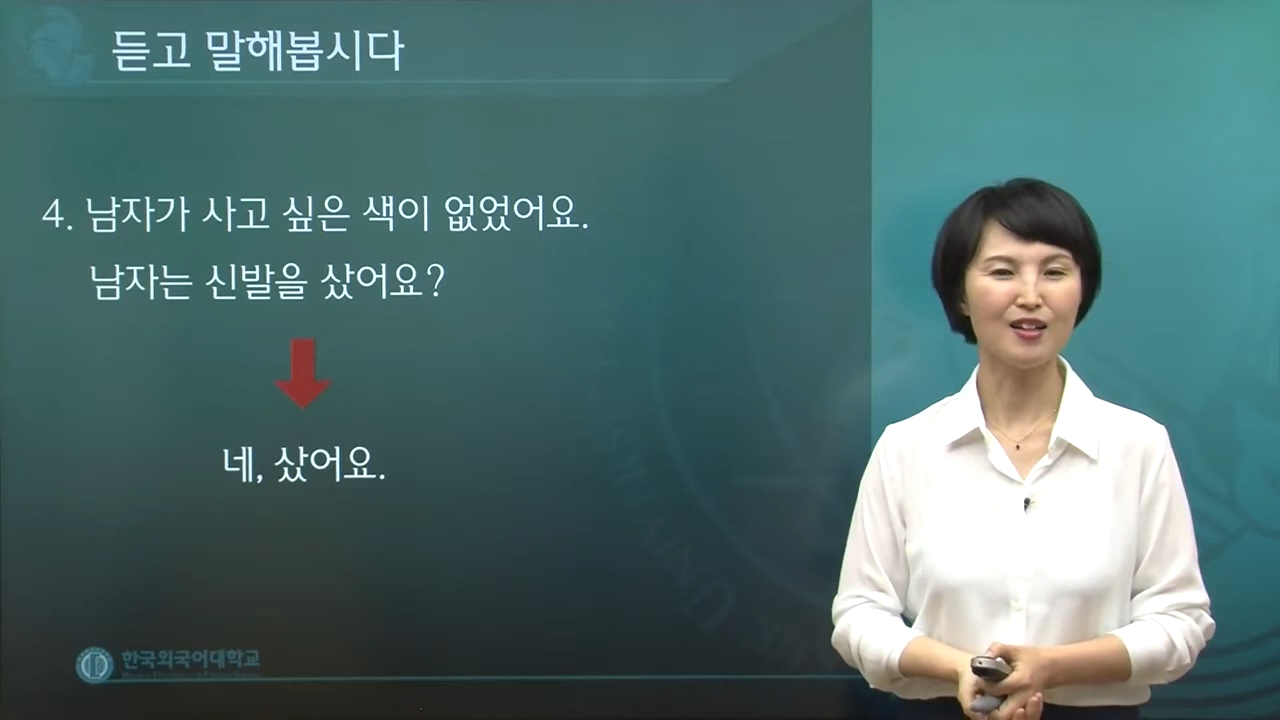 듣고 말해봅시다
4. 남자가 사고 싶은 색이 없었어요.
남자는 신발을 샀어요?
네, 샀어요.
한국외국어대학교